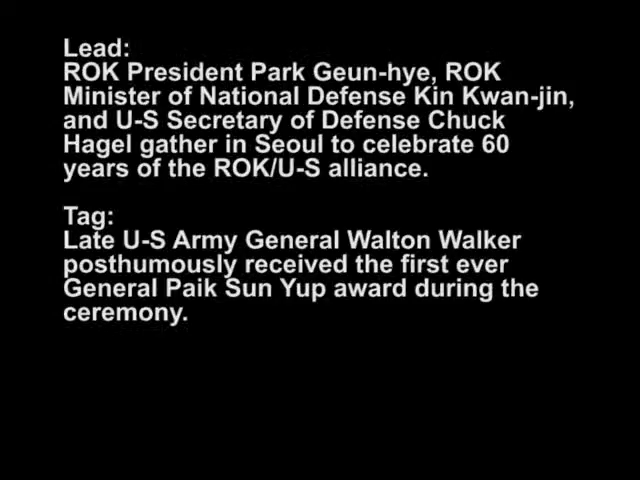 Lead:
ROK President Park Geun-hye, ROK
Minister of National Defense Kin Kwan-jin,
and U-S Secretary of Defense Chuck
Hagel gather in Seoul to celebrate 60
years of the ROK/U-S alliance.
Tag:
Late U-S Army General Walton Walker
posthumously received the first ever
General Paik Sun Yup award during the
ceremony.